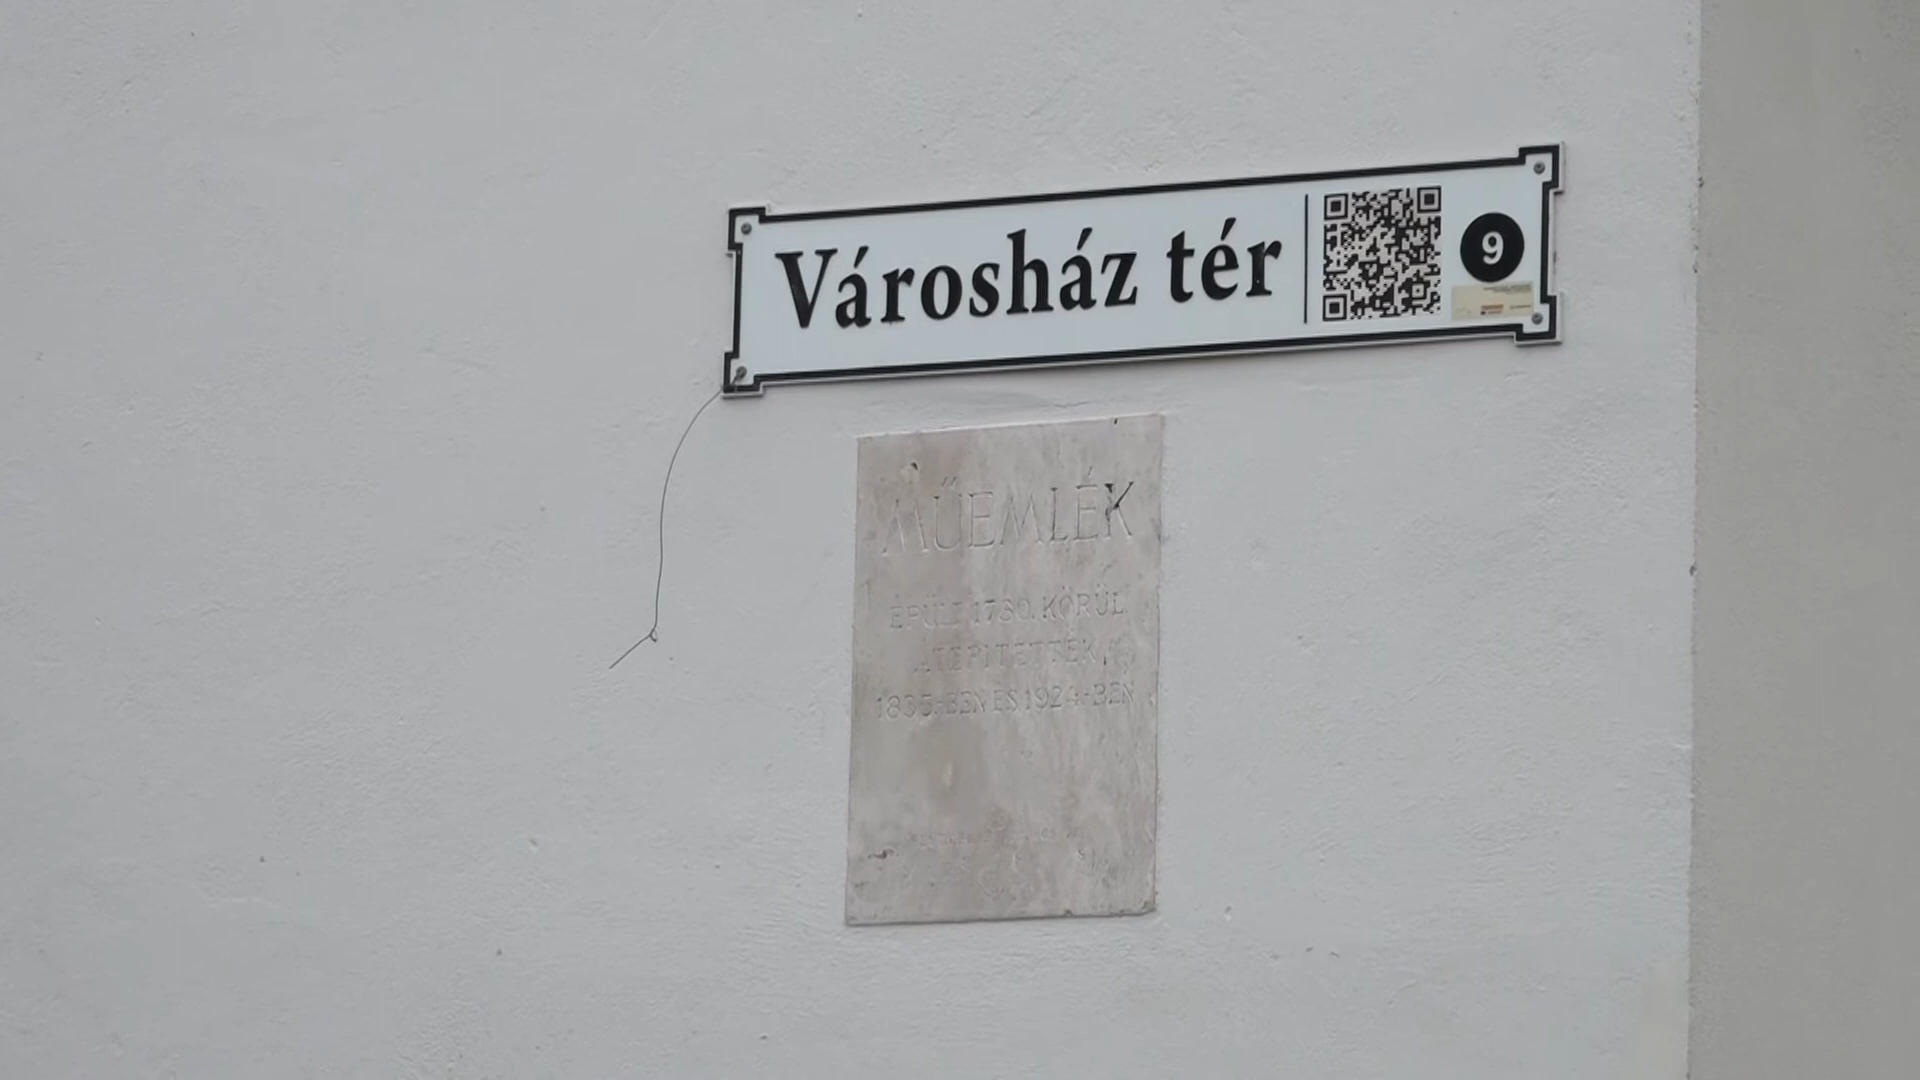 Városház tér
9
MŰEMLÉK
ÉPÜLT 1780. KÖRÜL
ÁTÉPÍTETTÉK
1835-BEN ÉS 1924-BEN